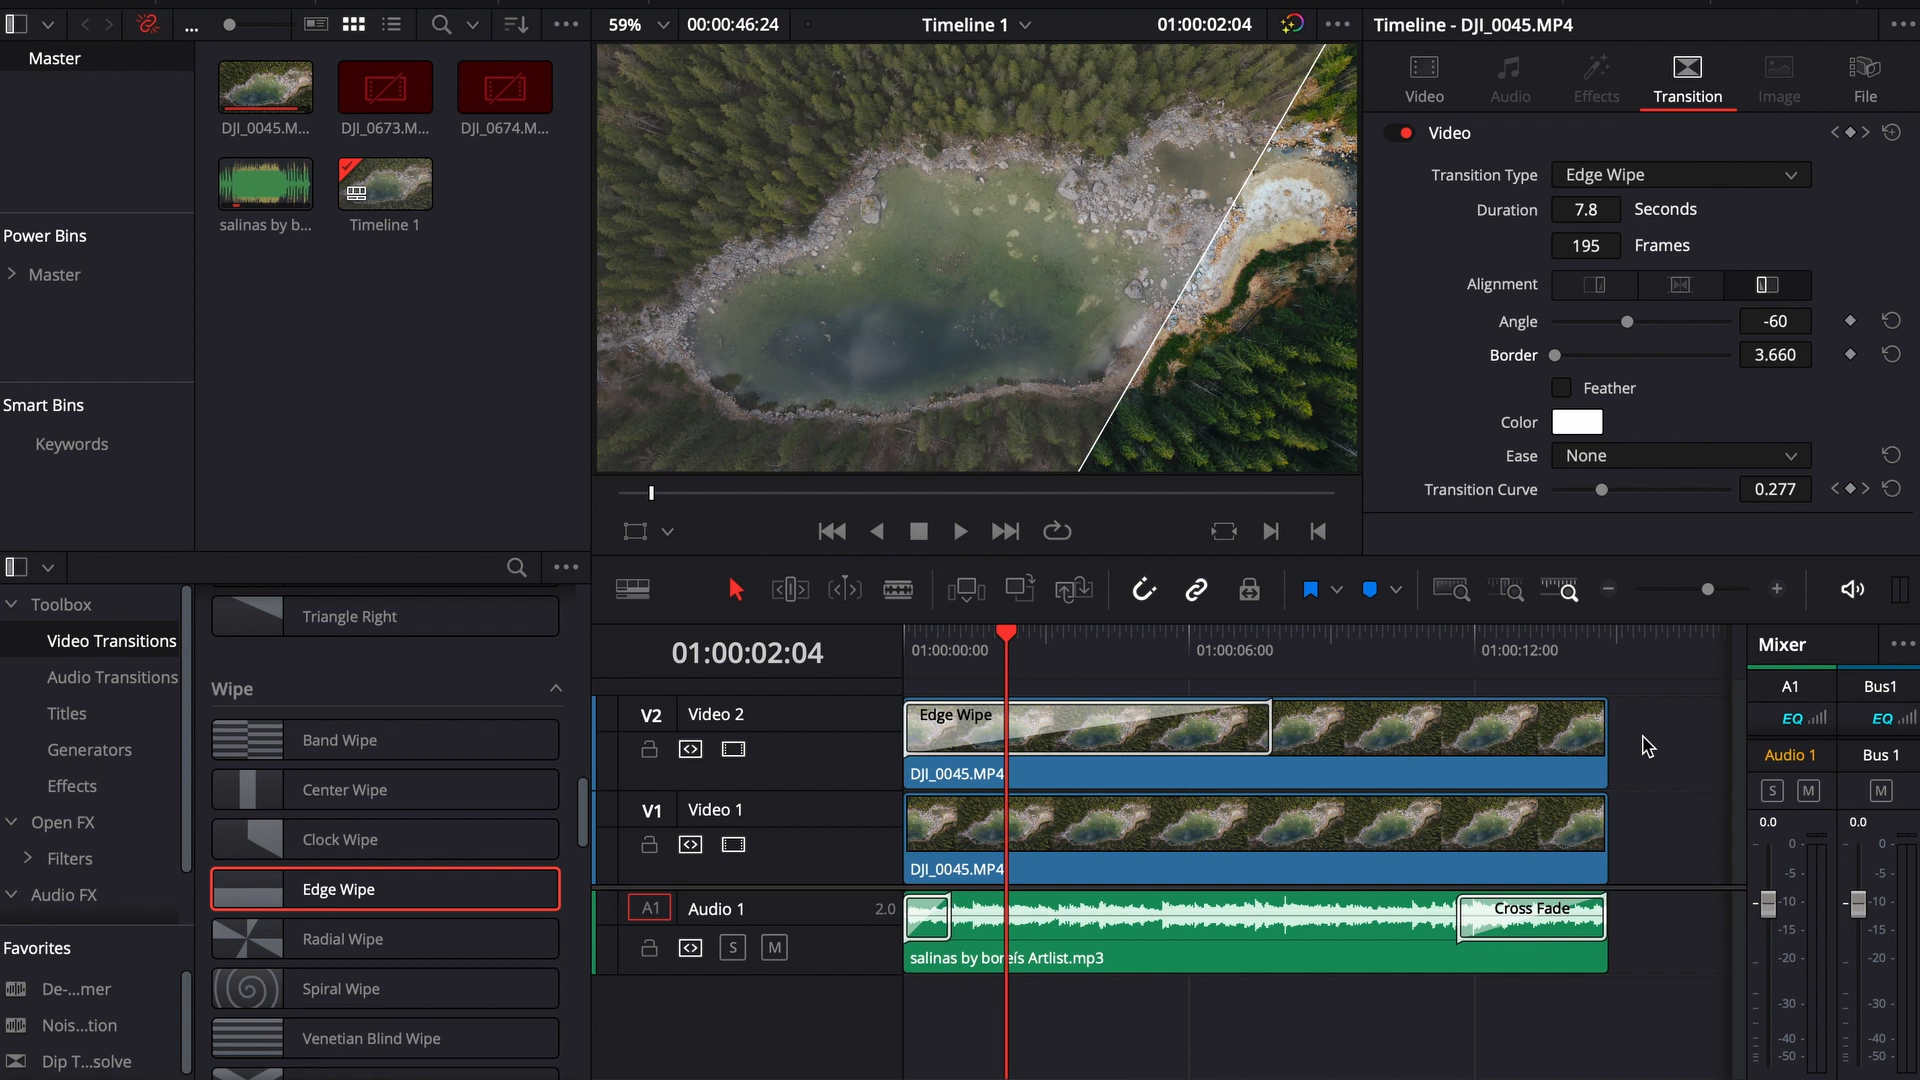 ...
59%
00:00:46:24
Timeline 1
01:00:02:04
Timeline - DJI_0045.MP4
Master
DJI_0045.M...
DJI_0673.M...
DJI_0674.M...
salinas by b...
Timeline 1
Power Bins
Master
Smart Bins
Keywords
Video
Audio
Effects
Transition
Image
File
Video
Transition Type
Edge Wipe
Duration
7.8
Seconds
195
Frames
Alignment
Angle
-60
Border
3.660
Feather
Color
Ease
None
Transition Curve
0.277
Toolbox
Video Transitions
Audio Transitions
Titles
Generators
Effects
Open FX
Filters
Audio FX
Favorites
De-...mer
Nois...tion
Dip T...solve
Triangle Right
Wipe
Band Wipe
Center Wipe
Clock Wipe
Edge Wipe
Radial Wipe
Spiral Wipe
Venetian Blind Wipe
01:00:02:04
01:00:00:00
01:00:06:00
01:00:12:00
V2
Video 2
Edge Wipe
DJI_0045.MP4
V1
Video 1
DJI_0045.MP4
A1
Audio 1
2.0
S
M
Cross Fade
salinas by boreís Artlist.mp3
Mixer
A1
Bus1
EQ
EQ
Audio 1
Bus 1
S
M
M
0.0
0.0
0
-5
-10
-15
-20
-30
-40
-50
0
-5
-10
-15
-20
-30
-40
-50